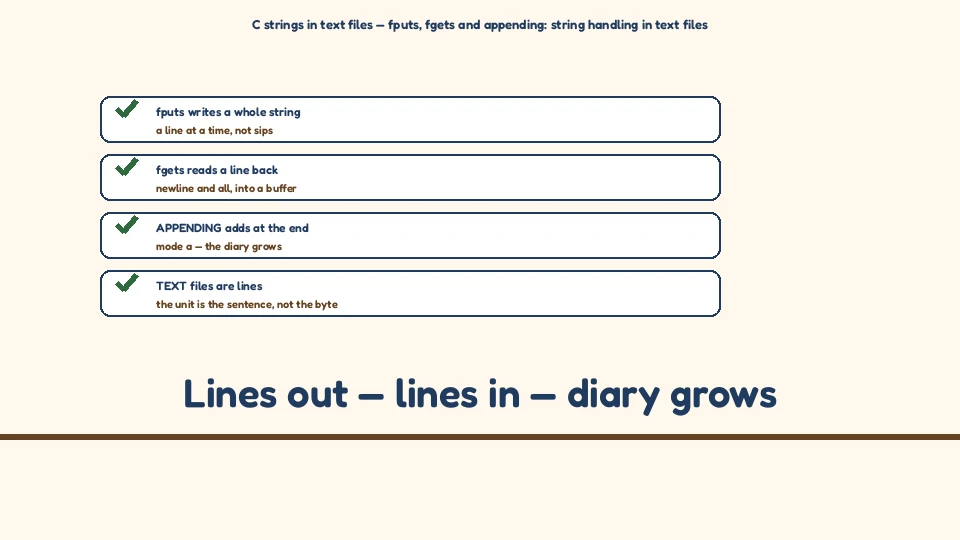 C strings in text files — fputs, fgets and appending: string handling in text files
fputs writes a whole string
a line at a time, not sips
fgets reads a line back
newline and all, into a buffer
APPENDING adds at the end
mode a — the diary grows
TEXT files are lines
the unit is the sentence, not the byte
Lines out — lines in — diary grows